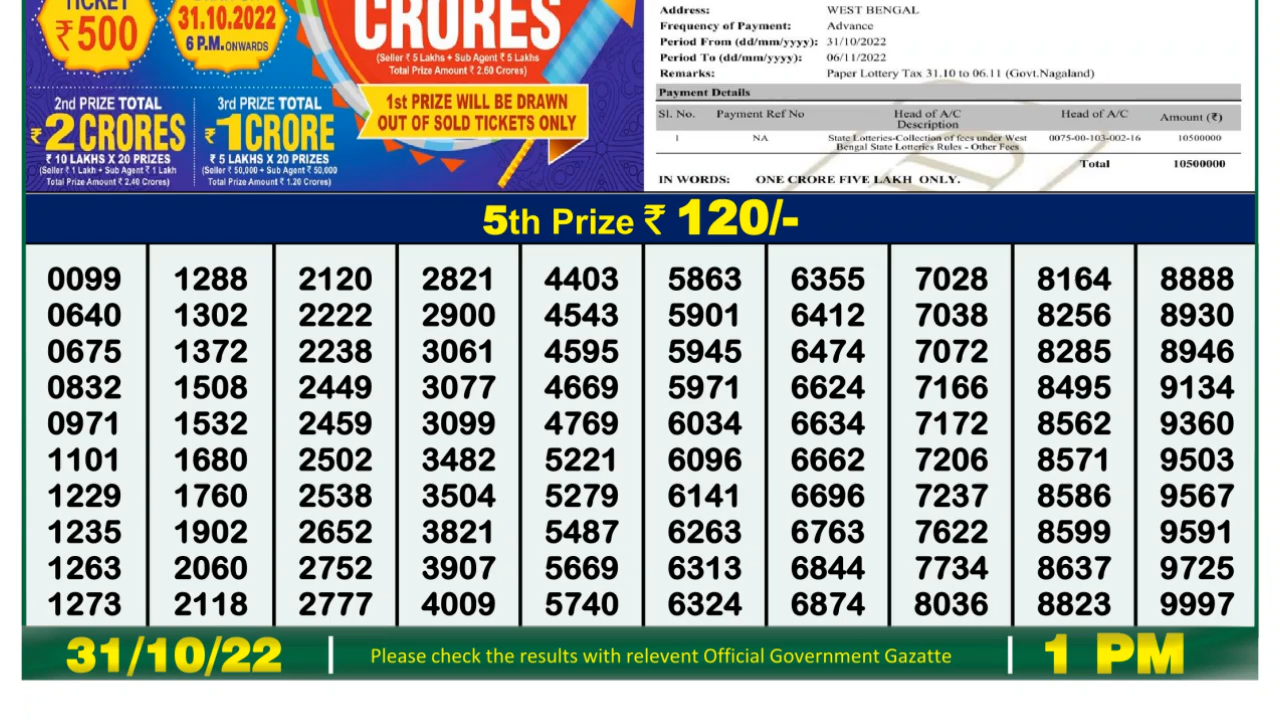 TICKET
₹500
31.10.2022
6 P.M. ONWARDS
CRORES
(Seller ₹ 5 Lakhs + Sub Agent ₹ 5 Lakhs
Total Prize Amount ₹ 2.60 Crores)
1st PRIZE WILL BE DRAWN
OUT OF SOLD TICKETS ONLY
2nd PRIZE TOTAL
₹2 CRORES
₹ 10 LAKHS X 20 PRIZES
(Seller ₹ 1 Lakh + Sub Agent ₹ 1 Lakh
Total Prize Amount ₹ 2.40 Crores)
3rd PRIZE TOTAL
₹1 CRORE
₹ 5 LAKHS X 20 PRIZES
(Seller ₹ 50,000 + Sub Agent ₹ 50,000
Total Prize Amount ₹ 1.20 Crores)
Address: WEST BENGAL
Frequency of Payment: Advance
Period From (dd/mm/yyyy): 31/10/2022
Period To (dd/mm/yyyy): 06/11/2022
Remarks: Paper Lottery Tax 31.10 to 06.11 (Govt.Nagaland)
Payment Details
Sl. No. Payment Ref No Head of A/C Description Head of A/C Amount (₹)
1 NA State Lotteries-Collection of fees under West 0075-00-103-002-16 10500000
Bengal State Lotteries Rules - Other Fees
Total 10500000
IN WORDS: ONE CRORE FIVE LAKH ONLY.
5th Prize ₹ 120/-
0099 1288 2120 2821 4403 5863 6355 7028 8164 8888
0640 1302 2222 2900 4543 5901 6412 7038 8256 8930
0675 1372 2238 3061 4595 5945 6474 7072 8285 8946
0832 1508 2449 3077 4669 5971 6624 7166 8495 9134
0971 1532 2459 3099 4769 6034 6634 7172 8562 9360
1101 1680 2502 3482 5221 6096 6662 7206 8571 9503
1229 1760 2538 3504 5279 6141 6696 7237 8586 9567
1235 1902 2652 3821 5487 6263 6763 7622 8599 9591
1263 2060 2752 3907 5669 6313 6844 7734 8637 9725
1273 2118 2777 4009 5740 6324 6874 8036 8823 9997
31/10/22 Please check the results with relevent Official Government Gazatte 1 PM